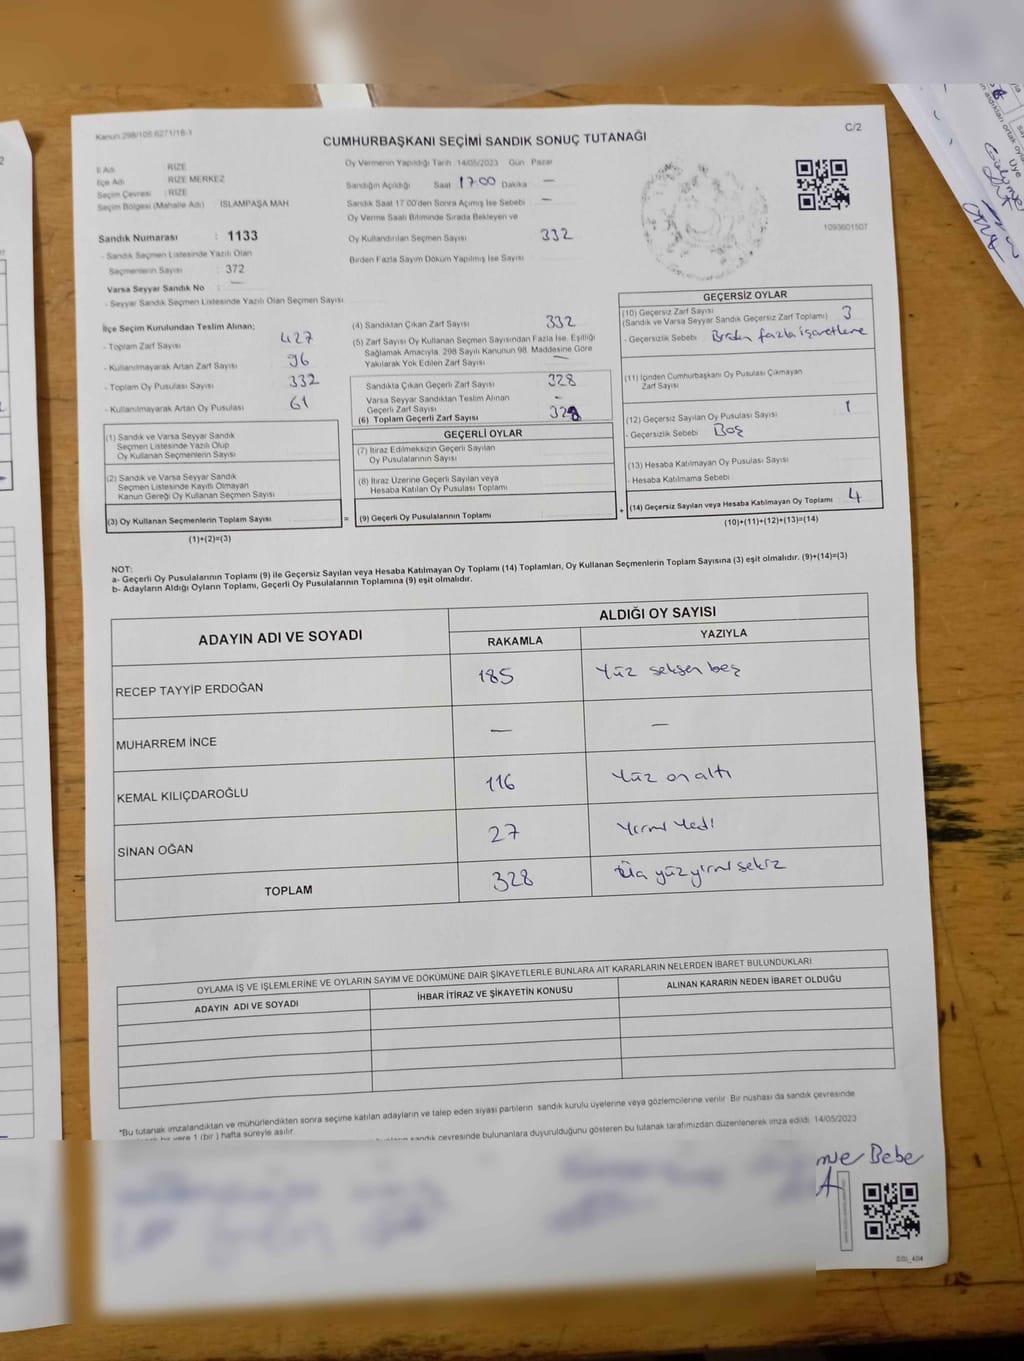 Kanun 298/105 6271/18-1
C/2
CUMHURBAŞKANI SEÇİMİ SANDIK SONUÇ TUTANAĞI
İl Adı RİZE
İlçe Adı RİZE MERKEZ
Seçim Çevresi : RİZE
Seçim Bölgesi (Mahalle Adı) : İSLAMPAŞA MAH
Oy Vermenin Yapıldığı Tarih 14/05/2023 Gün Pazar
Sandığın Açıldığı Saat 17:00 Dakika —
Sandık Saat 17 00'den Sonra Açımış İse Sebebi —
Oy Verme Saati Bitiminde Sırada Bekleyen ve
Oy Kullandırılan Seçmen Sayısı 332
Birden Fazla Sayım Döküm Yapılmış İse Sayısı
1093601507
Sandık Numarası : 1133
- Sandık Seçmen Listesinde Yazılı Olan
Seçmenlerin Sayısı : 372
Varsa Seyyar Sandık No : —
- Seyyar Sandık Seçmen Listesinde Yazılı Olan Seçmen Sayısı
İlçe Seçim Kurulundan Teslim Alınan;
- Toplam Zarf Sayısı 427
- Kullanılmayarak Artan Zarf Sayısı 96
- Toplam Oy Pusulası Sayısı 332
- Kullanılmayarak Artan Oy Pusulası 61
(1) Sandık ve Varsa Seyyar Sandık
Seçmen Listesinde Yazılı Olup
Oy Kullanan Seçmenlerin Sayısı
(2) Sandık ve Varsa Seyyar Sandık
Seçmen Listesinde Kayıtlı Olmayan
Kanun Gereği Oy Kullanan Seçmen Sayısı
(3) Oy Kullanan Seçmenlerin Toplam Sayısı
(1)+(2)=(3)
(4) Sandıktan Çıkan Zarf Sayısı 332
(5) Zarf Sayısı Oy Kullanan Seçmen Sayısından Fazla İse, Eşitliği
Sağlamak Amacıyla, 298 Sayılı Kanunun 98. Maddesine Göre
Yakılarak Yok Edilen Zarf Sayısı —
Sandıkta Çıkan Geçerli Zarf Sayısı 328
Varsa Seyyar Sandıktan Teslim Alınan
Geçerli Zarf Sayısı -
(6) Toplam Geçerli Zarf Sayısı 328
GEÇERLİ OYLAR
(7) İtiraz Edilmeksizin Geçerli Sayılan
Oy Pusulalarının Sayısı
(8) İtiraz Üzerine Geçerli Sayılan veya
Hesaba Katılan Oy Pusulası Toplamı
= (9) Geçerli Oy Pusulalarının Toplamı +
GEÇERSİZ OYLAR
(10) Geçersiz Zarf Sayısı 3
(Sandık ve Varsa Seyyar Sandık Geçersiz Zarf Toplamı)
- Geçersizlik Sebebi Birden fazla işaretleme
(11) İçinden Cumhurbaşkanı Oy Pusulası Çıkmayan
Zarf Sayısı
(12) Geçersiz Sayılan Oy Pusulası Sayısı 1
- Geçersizlik Sebebi Boş
(13) Hesaba Katılmayan Oy Pusulası Sayısı
- Hesaba Katılmama Sebebi
(14) Geçersiz Sayılan veya Hesaba Katılmayan Oy Toplamı 4
(10)+(11)+(12)+(13)=(14)
NOT:
a- Geçerli Oy Pusulalarının Toplamı (9) ile Geçersiz Sayılan veya Hesaba Katılmayan Oy Toplamı (14) Toplamları, Oy Kullanan Seçmenlerin Toplam Sayısına (3) eşit olmalıdır. (9)+(14)=(3)
b- Adayların Aldığı Oyların Toplamı, Geçerli Oy Pusulalarının Toplamına (9) eşit olmalıdır.
ADAYIN ADI VE SOYADI
ALDIĞI OY SAYISI
RAKAMLA YAZIYLA
RECEP TAYYİP ERDOĞAN 185 Yüz seksen beş
MUHARREM İNCE — —
KEMAL KILIÇDAROĞLU 116 Yüz on altı
SİNAN OĞAN 27 Yirmi Yedi
TOPLAM 328 Üç yüz yirmi sekiz
OYLAMA İŞ VE İŞLEMLERİNE VE OYLARIN SAYIM VE DÖKÜMÜNE DAİR ŞİKAYETLERLE BUNLARA AİT KARARLARIN NELERDEN İBARET BULUNDUKLARI
ADAYIN ADI VE SOYADI İHBAR İTİRAZ VE ŞİKAYETİN KONUSU ALINAN KARARIN NEDEN İBARET OLDUĞU
*Bu tutanak imzalandıktan ve mühürlendikten sonra seçime katılan adayların ve talep eden siyasi partilerin sandık kurulu üyelerine veya gözlemcilerine verilir Bir nüshası da sandık çevresinde
bir yere 1 (bir ) hafta süreyle asılır.
sandık çevresinde bulunanlara duyurulduğunu gösteren bu tutanak tarafımızdan düzenlenerek imza edildi 14/05/2023
Bebe